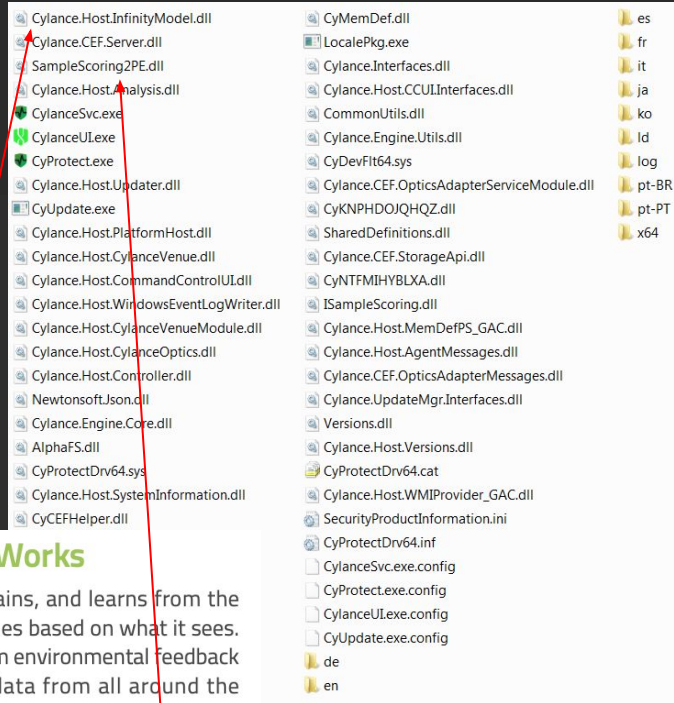 Cylance.Host.InfinityModel.dll
Cylance.CEF.Server.dll
SampleScoring2PE.dll
Cylance.Host.Analysis.dll
CylanceSvc.exe
CylanceUI.exe
CyProtect.exe
Cylance.Host.Updater.dll
CyUpdate.exe
Cylance.Host.PlatformHost.dll
Cylance.Host.CylanceVenue.dll
Cylance.Host.CommandControlUI.dll
Cylance.Host.WindowsEventLogWriter.dll
Cylance.Host.CylanceVenueModule.dll
Cylance.Host.CylanceOptics.dll
Cylance.Host.Controller.dll
Newtonsoft.Json.dll
Cylance.Engine.Core.dll
AlphaFS.dll
CyProtectDrv64.sys
Cylance.Host.SystemInformation.dll
CyCEFHelper.dll
CyMemDef.dll
LocalePkg.exe
Cylance.Interfaces.dll
Cylance.Host.CCUI.Interfaces.dll
CommonUtils.dll
Cylance.Engine.Utils.dll
CyDevFlt64.sys
Cylance.CEF.OpticsAdapterServiceModule.dll
CyKNPHDOJQHQZ.dll
SharedDefinitions.dll
Cylance.CEF.StorageApi.dll
CyNTFMIHYBLXA.dll
ISampleScoring.dll
Cylance.Host.MemDefPS_GAC.dll
Cylance.Host.AgentMessages.dll
Cylance.CEF.OpticsAdapterMessages.dll
Cylance.UpdateMgr.Interfaces.dll
Versions.dll
Cylance.Host.Versions.dll
CyProtectDrv64.cat
Cylance.Host.WMIProvider_GAC.dll
SecurityProductInformation.ini
CyProtectDrv64.inf
CylanceSvc.exe.config
CyProtect.exe.config
CylanceUI.exe.config
CyUpdate.exe.config
de
en
es
fr
it
ja
ko
ld
log
pt-BR
pt-PT
x64
Works
ains, and learns from the
es based on what it sees.
n environmental feedback
data from all around the